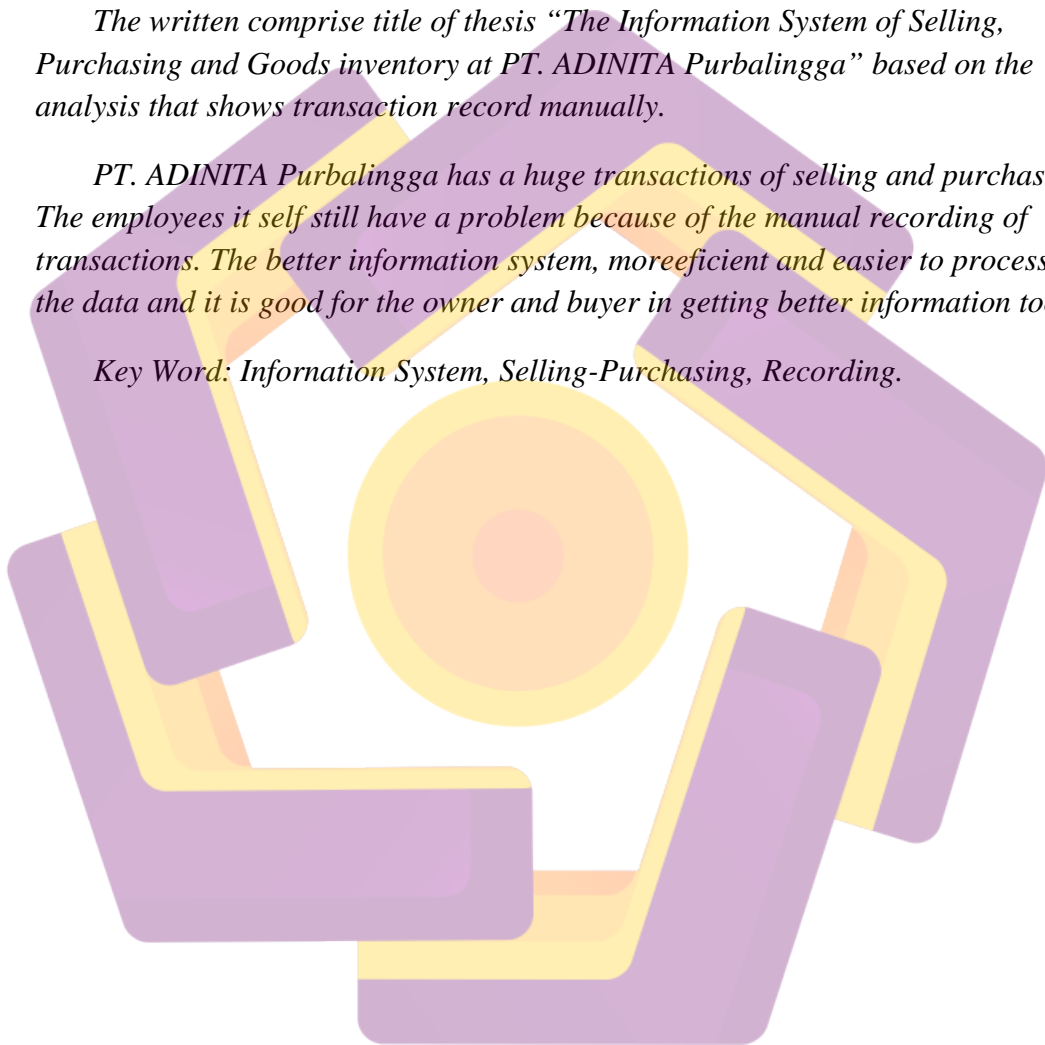 The written comprise title of thesis “The Information System of Selling,
Purchasing and Goods inventory at PT. ADINITA Purbalingga” based on the
analysis that shows transaction record manually.
PT. ADINITA Purbalingga has a huge transactions of selling and purchas
The employees it self still have a problem because of the manual recording of
transactions. The better information system, moreeficient and easier to process
the data and it is good for the owner and buyer in getting better information to
Key Word: Infornation System, Selling-Purchasing, Recording.